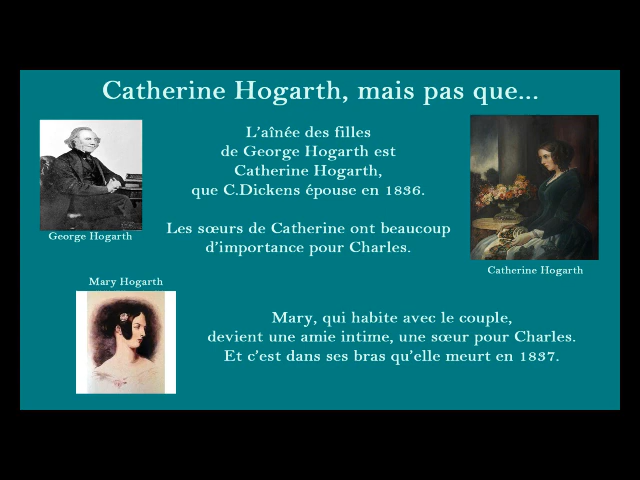 Catherine Hogarth, mais pas que...
L'aînée des filles
de George Hogarth est
Catherine Hogarth,
que C.Dickens épouse en 1836.
George Hogarth
Les sœurs de Catherine ont beaucoup
d'importance pour Charles.
Catherine Hogarth
Mary Hogarth
Mary, qui habite avec le couple,
devient une amie intime, une sœur pour Charles.
Et c'est dans ses bras qu'elle meurt en 1837.